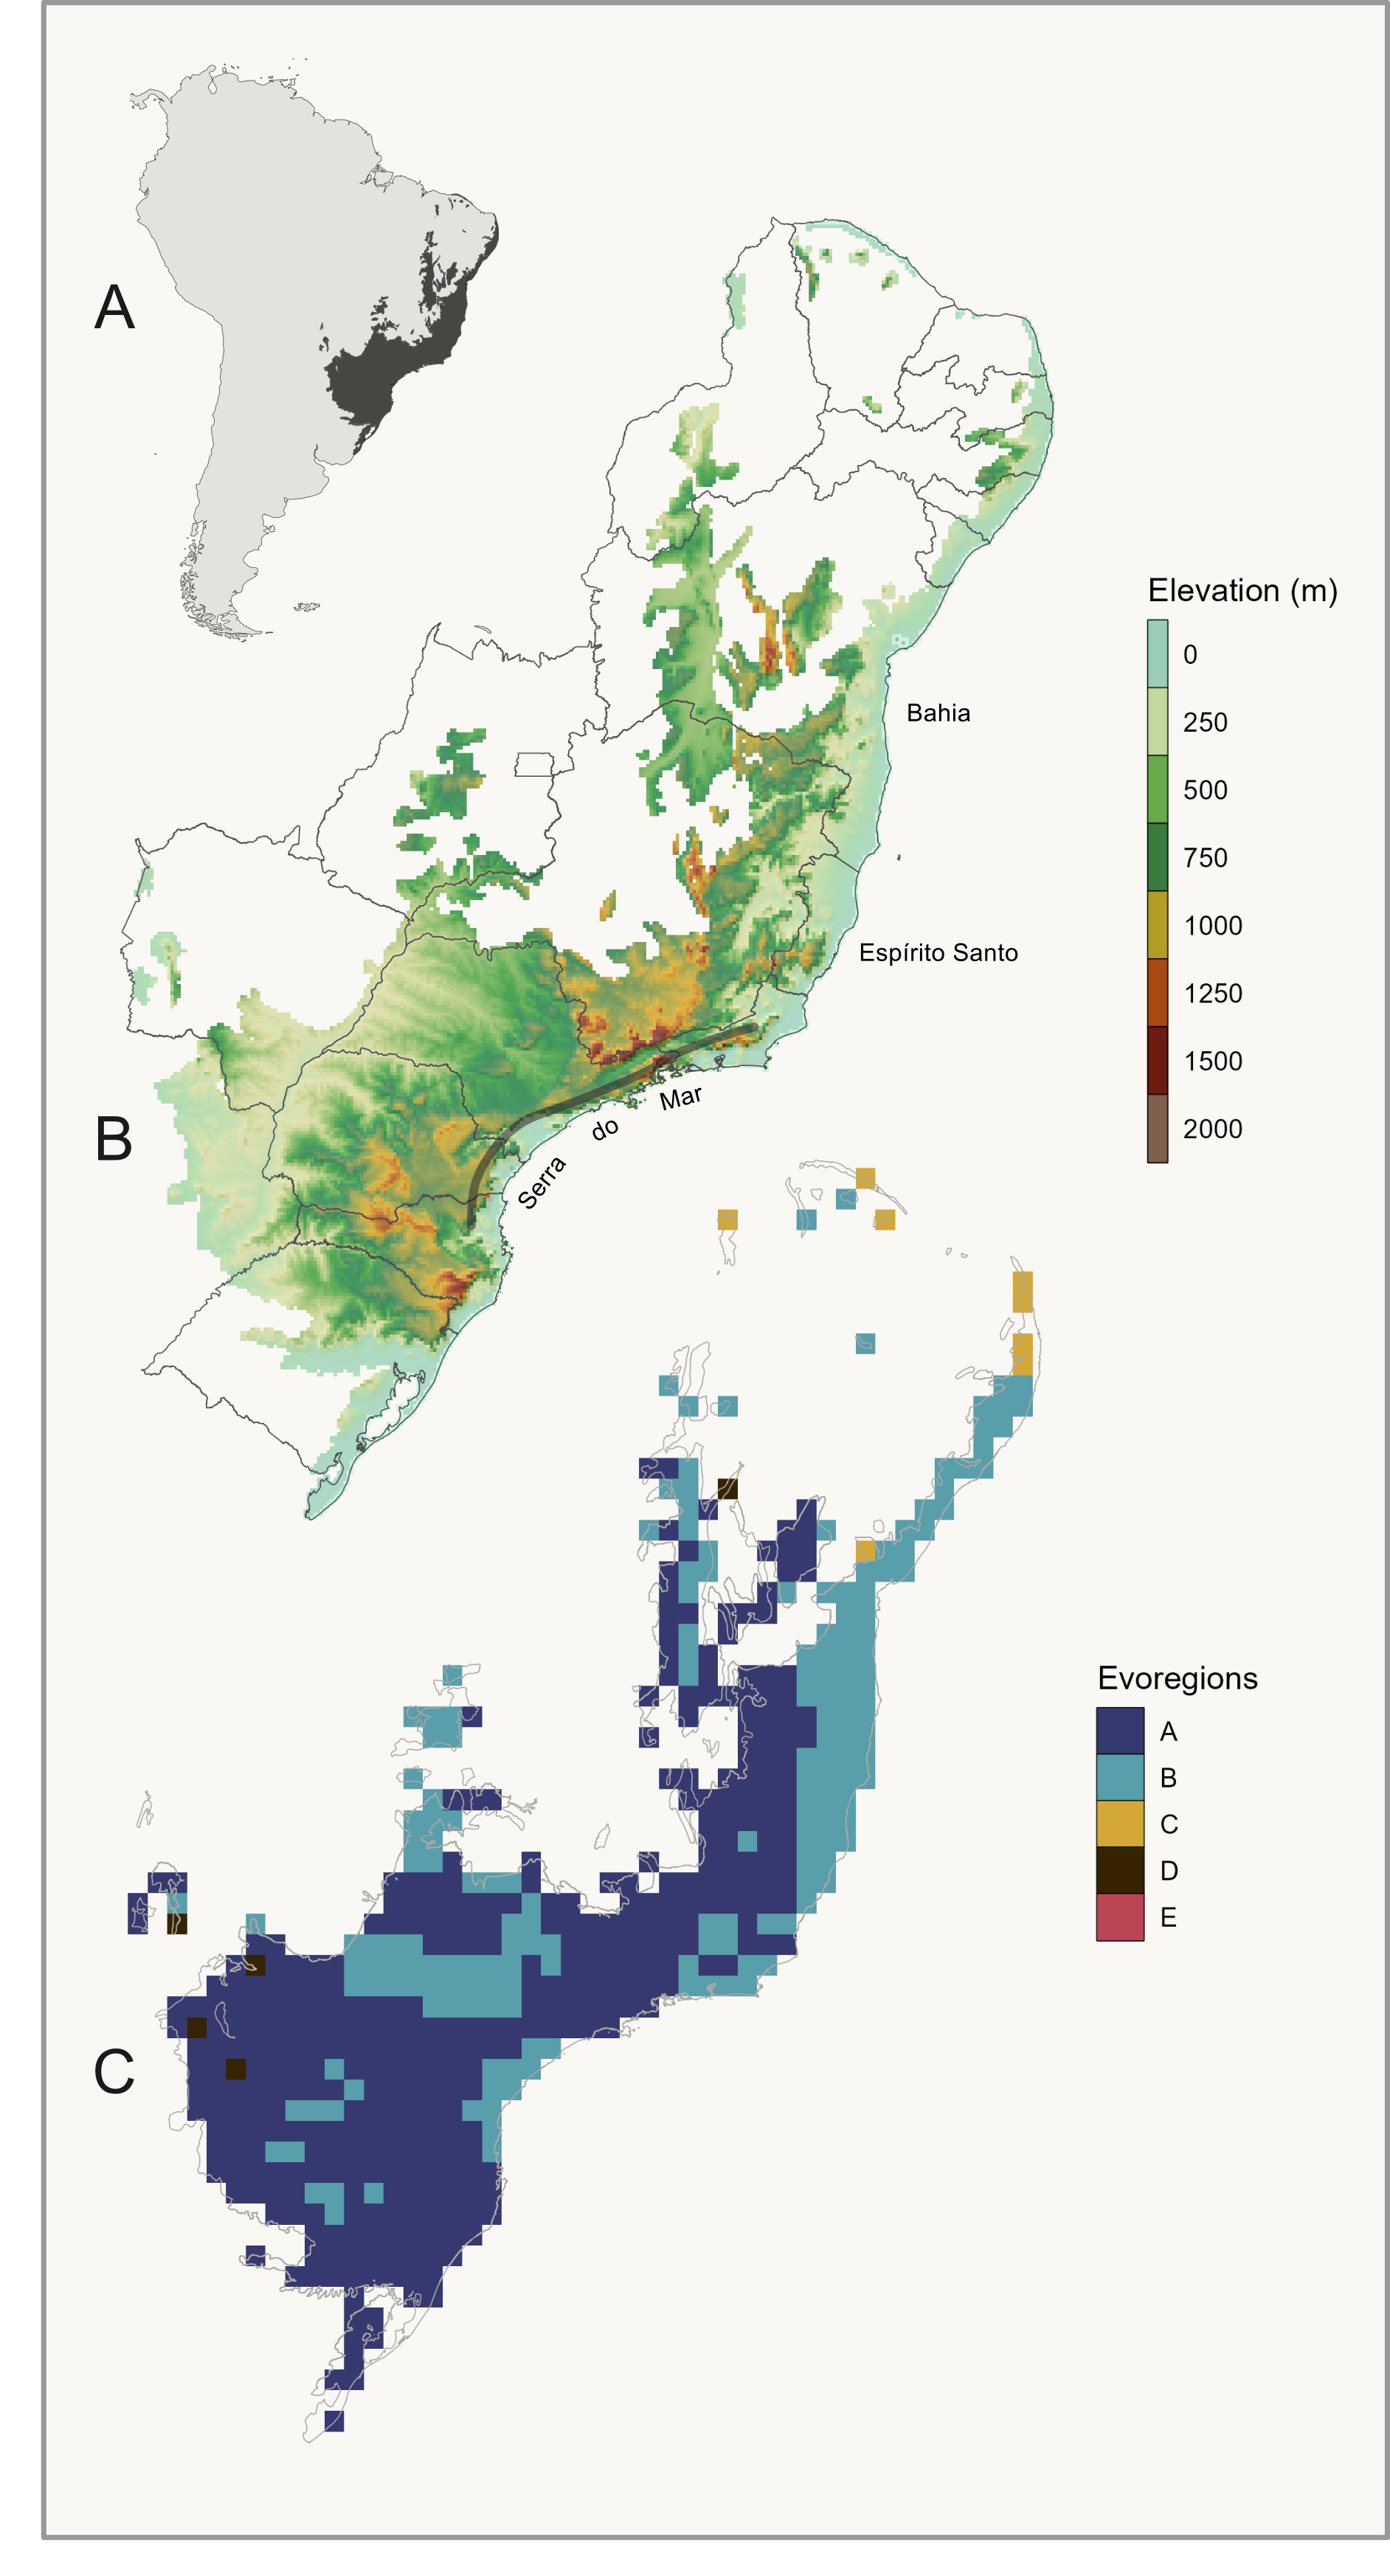 A
Elevation (m)
0
250
500
750
1000
1250
1500
2000
Bahia
Espírito Santo
B
Serra do Mar
Evoregions
A
B
C
D
E
C